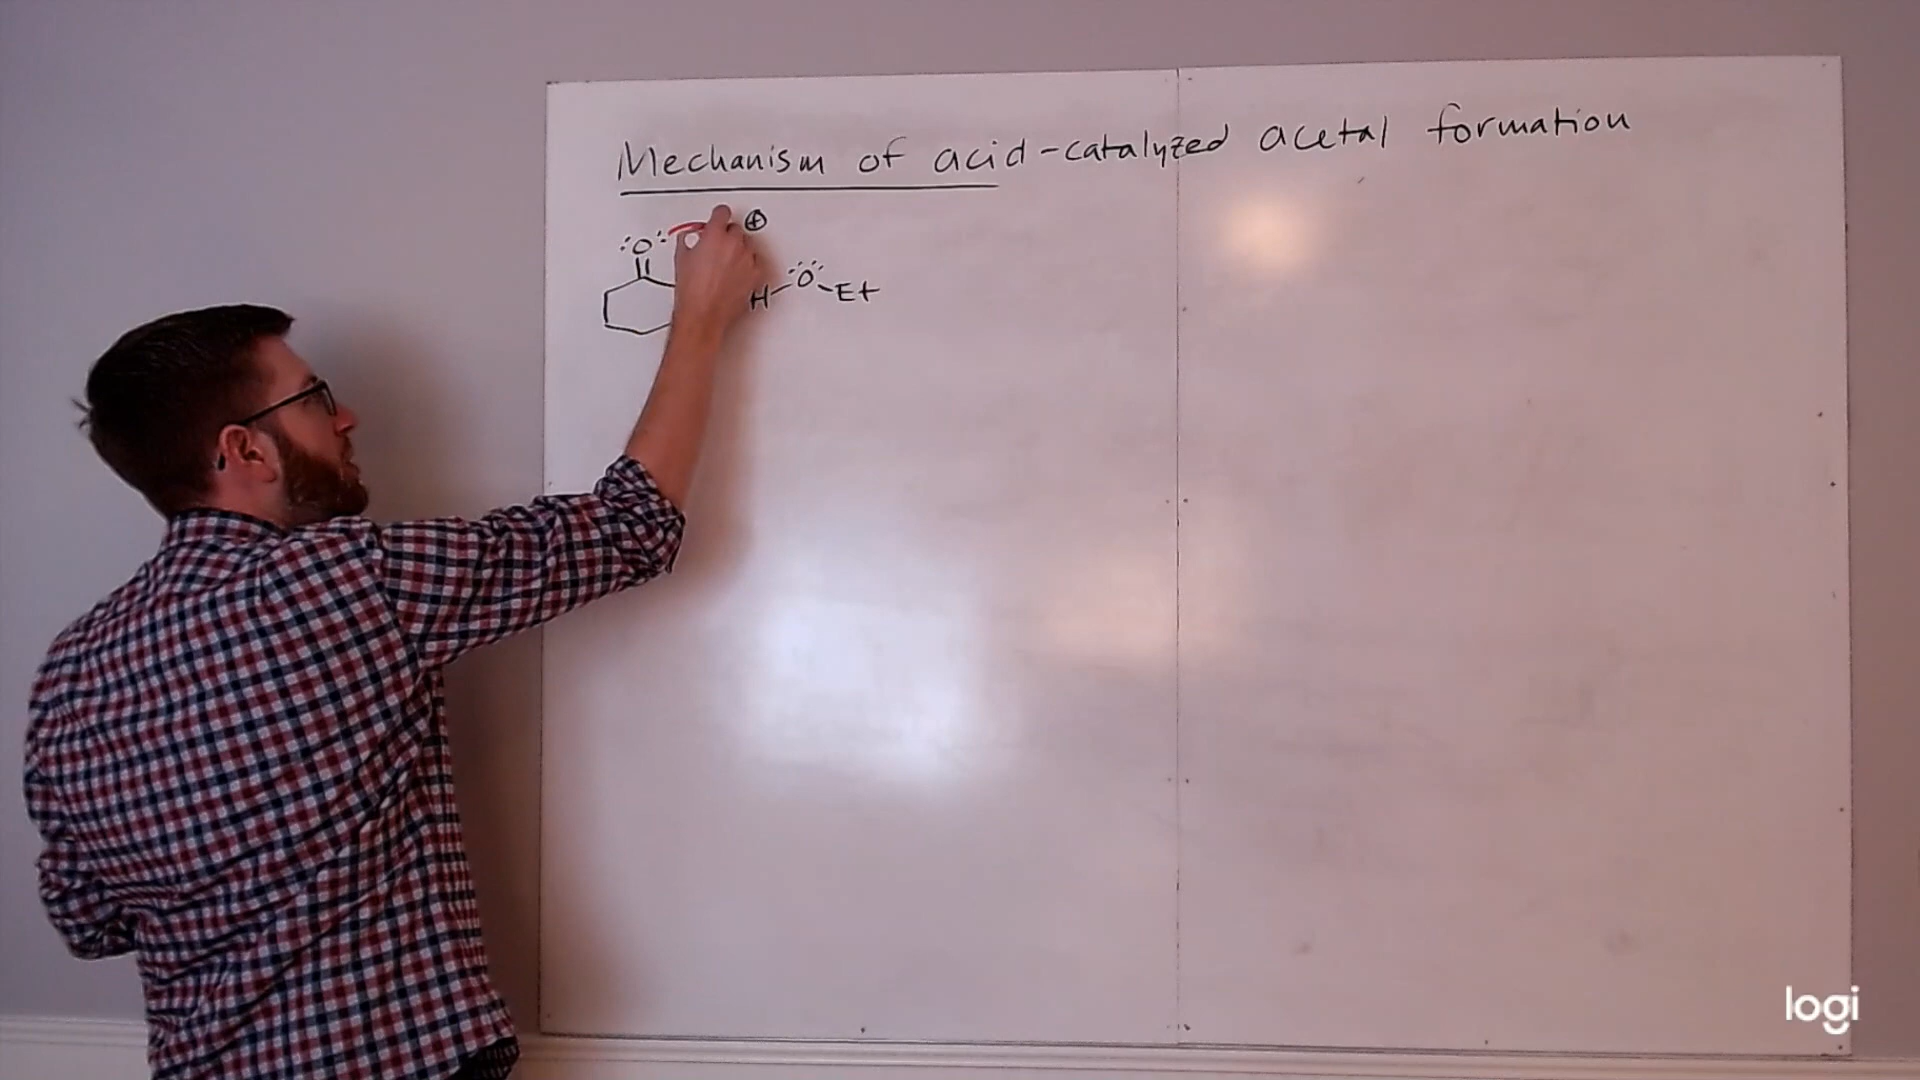 Mechanism of acid-catalyzed acetal formation
⊕
:O:
H-O-Et
logi